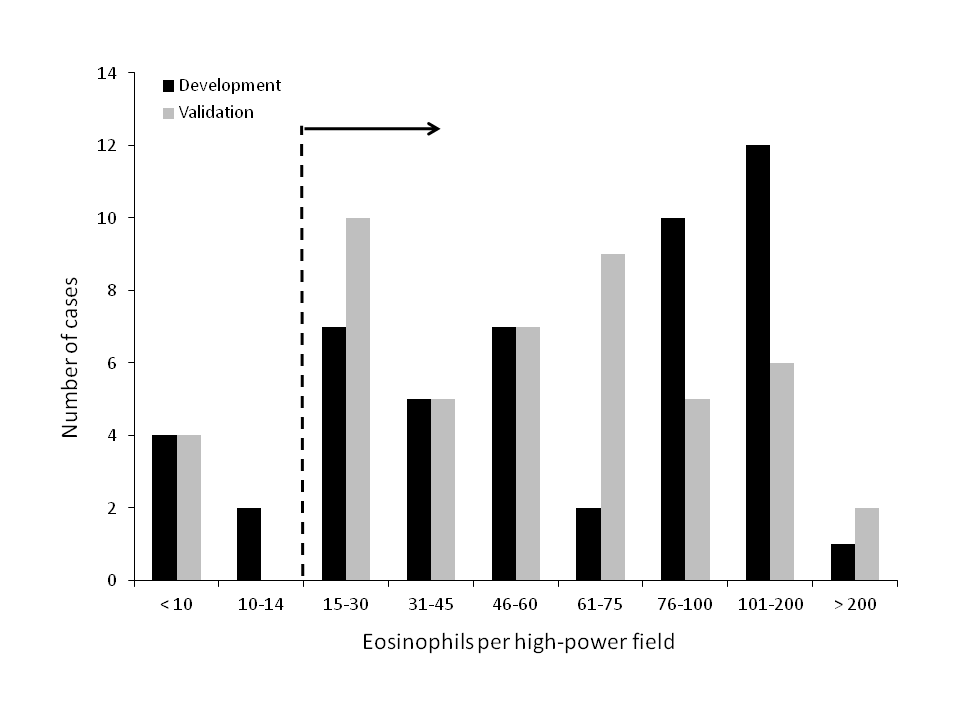 14
Development
Validation
12
10
8
6
4
2
0
Number of cases
< 10 10-14 15-30 31-45 46-60 61-75 76-100 101-200 > 200
Eosinophils per high-power field